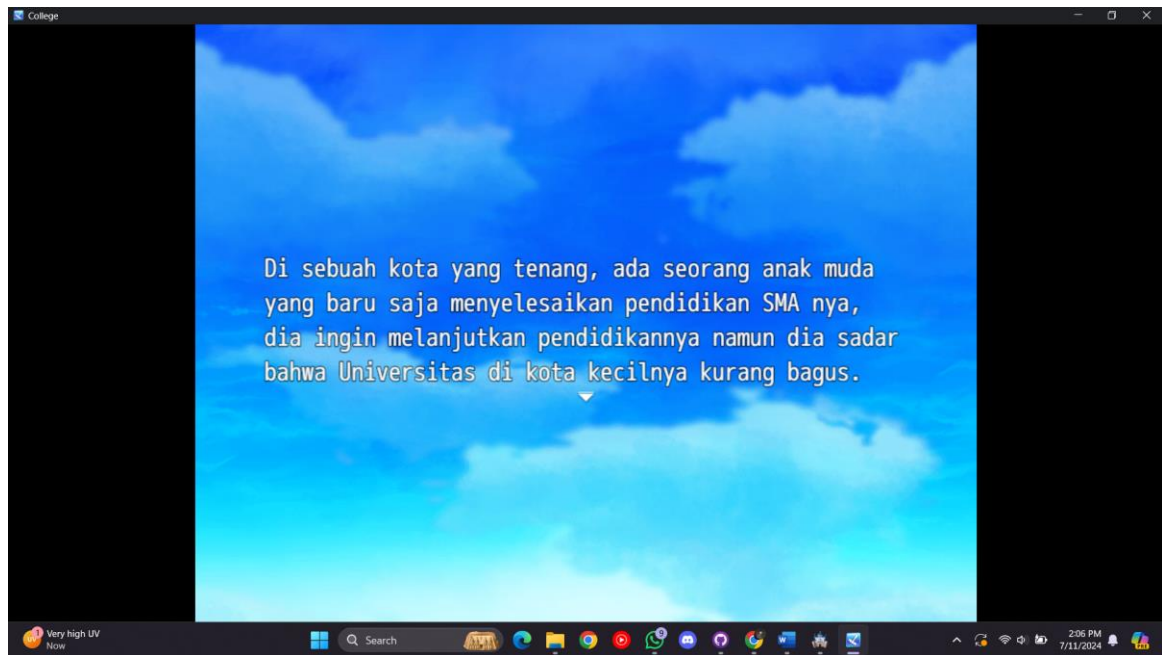 College
Di sebuah kota yang tenang, ada seorang anak muda
yang baru saja menyelesaikan pendidikan SMA nya,
dia ingin melanjutkan pendidikannya namun dia sadar
bahwa Universitas di kota kecilnya kurang bagus.
1
Very high UV
Now
Search
9
2:06 PM
7/11/2024